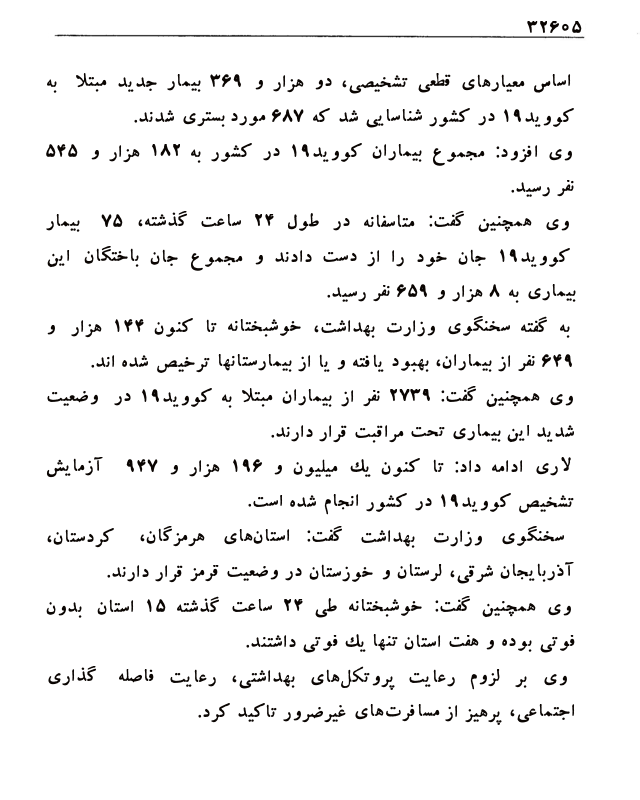 ۳۲۶۰۵
اساس معیارهای قطعی تشخیصی، دو هزار و ۳۶۹ بیمار جدید مبتلا به
کووید۱۹ در کشور شناسایی شد که ۶۸۷ مورد بستری شدند.
وی افزود: مجموع بیماران کووید۱۹ در کشور به ۱۸۲ هزار و ۵۴۵
نفر رسید.
وی همچنین گفت: متاسفانه در طول ۲۴ ساعت گذشته، ۷۵ بیمار
کووید۱۹ جان خود را از دست دادند و مجموع جان باختگان این
بیماری به ۸ هزار و ۶۵۹ نفر رسید.
به گفته سخنگوی وزارت بهداشت، خوشبختانه تا کنون ۱۴۴ هزار و
۶۴۹ نفر از بیماران، بهبود یافته و یا از بیمارستانها ترخیص شده اند.
وی همچنین گفت: ۲۷۳۹ نفر از بیماران مبتلا به کووید۱۹ در وضعیت
شدید این بیماری تحت مراقبت قرار دارند.
لاری ادامه داد: تا کنون یك میلیون و ۱۹۶ هزار و ۹۴۷ آزمایش
تشخیص کووید۱۹ در کشور انجام شده است.
سخنگوی وزارت بهداشت گفت: استان‌های هرمزگان، کردستان،
آذربایجان شرقی، لرستان و خوزستان در وضعیت قرمز قرار دارند.
وی همچنین گفت: خوشبختانه طی ۲۴ ساعت گذشته ۱۵ استان بدون
فوتی بوده و هفت استان تنها یك فوتی داشتند.
وی بر لزوم رعایت پروتکل‌های بهداشتی، رعایت فاصله گذاری
اجتماعی، پرهیز از مسافرت‌های غیرضرور تاکید کرد.